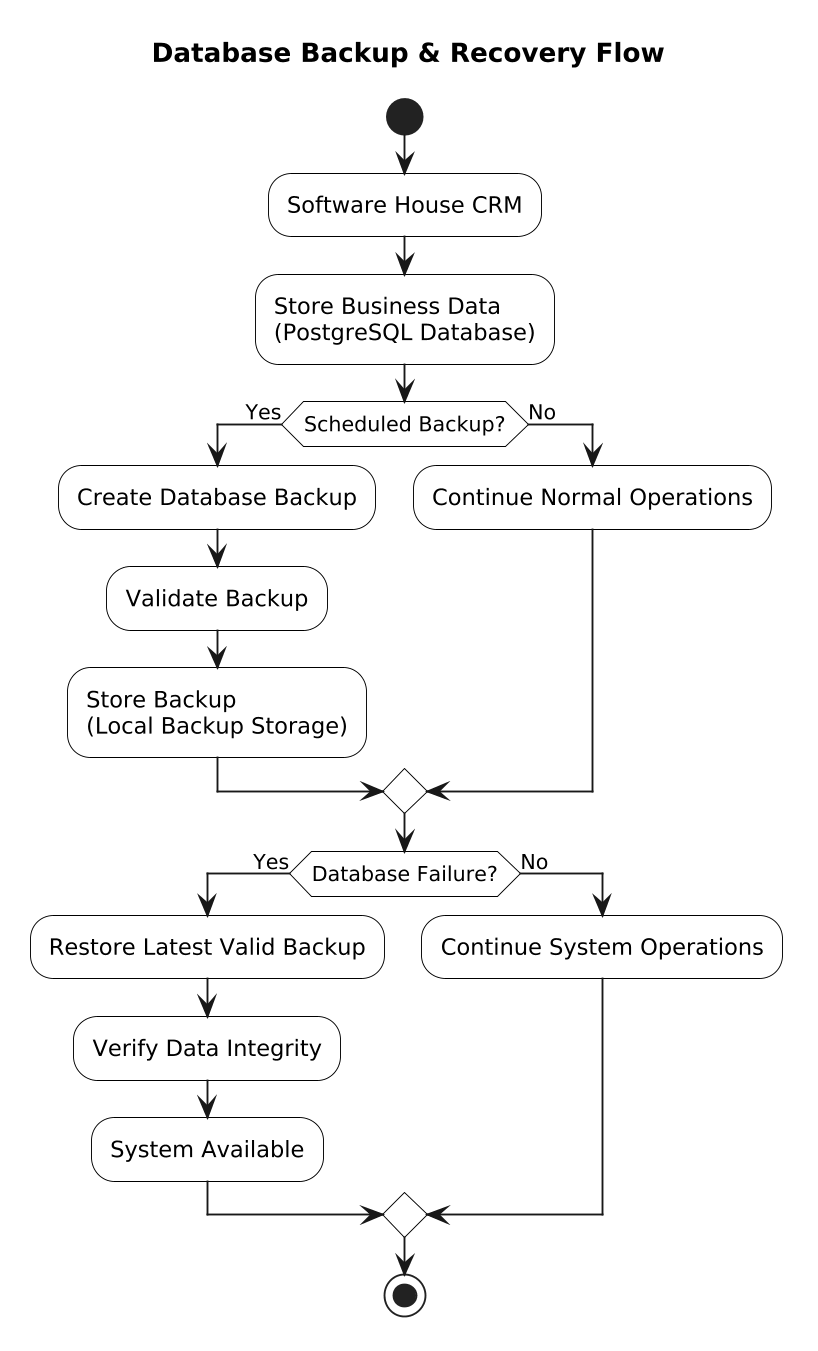 Database Backup & Recovery Flow
Software House CRM
Store Business Data
(PostgreSQL Database)
Yes
Scheduled Backup?
No
Create Database Backup
Continue Normal Operations
Validate Backup
Store Backup
(Local Backup Storage)
Yes
Database Failure?
No
Restore Latest Valid Backup
Continue System Operations
Verify Data Integrity
System Available